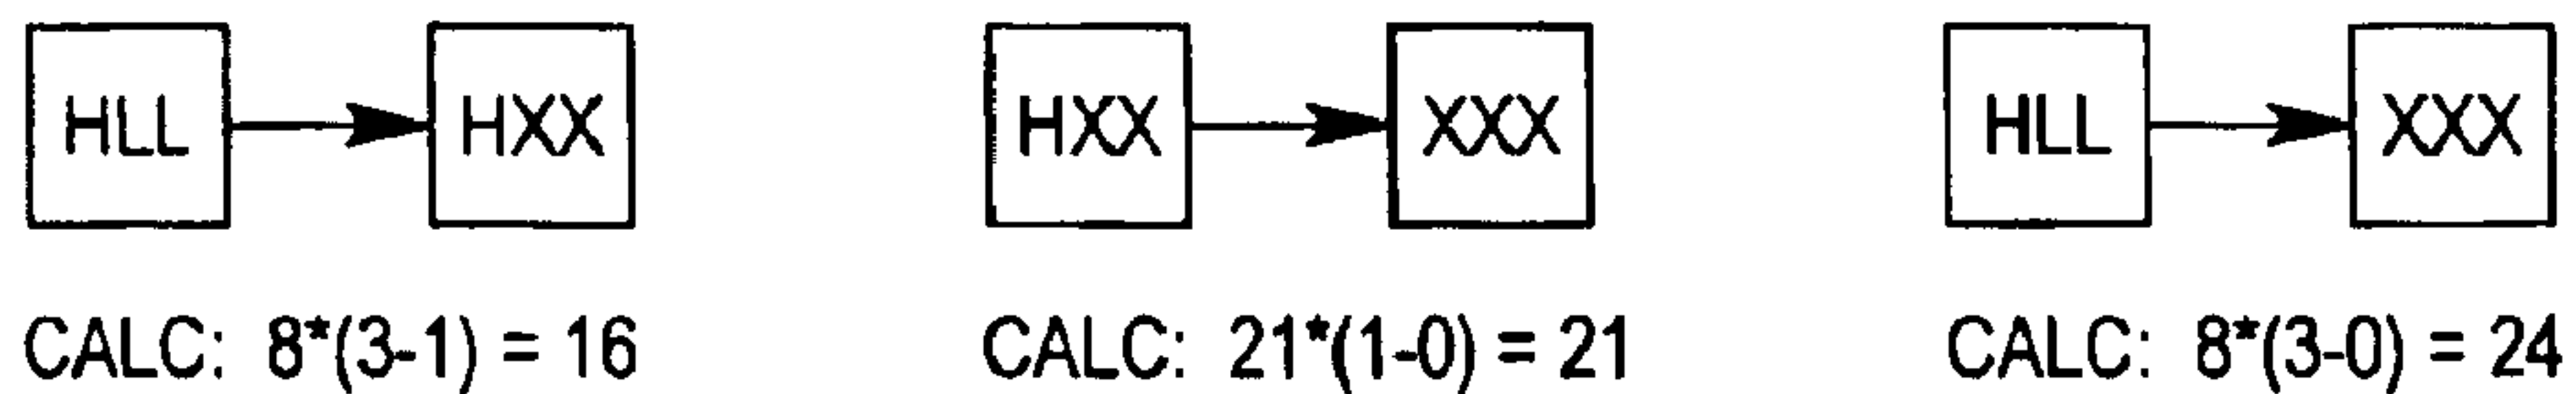 HLL HXX HXX XXX HLL XXX
CALC: 8*(3-1) = 16 CALC: 21*(1-0) = 21 CALC: 8*(3-0) = 24